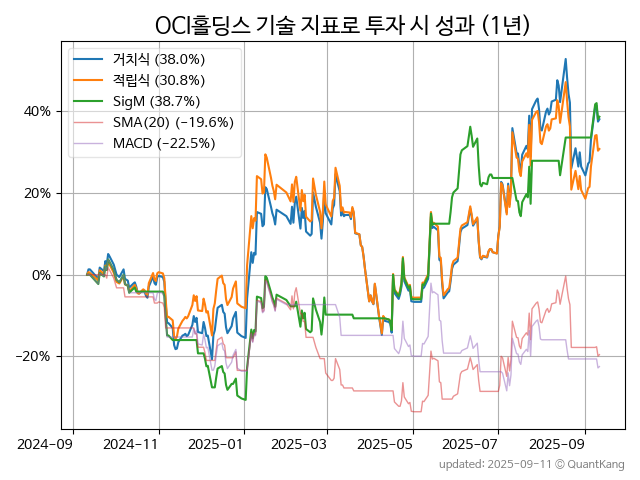 OCI홀딩스 기술 지표로 투자 시 성과 (1년)
거치식 (38.0%)
적립식 (30.8%)
SigM (38.7%)
SMA(20) (−19.6%)
MACD (−22.5%)
40%
20%
0%
−20%
2024-09 2024-11 2025-01 2025-03 2025-05 2025-07 2025-09
updated: 2025-09-11 © QuantKang